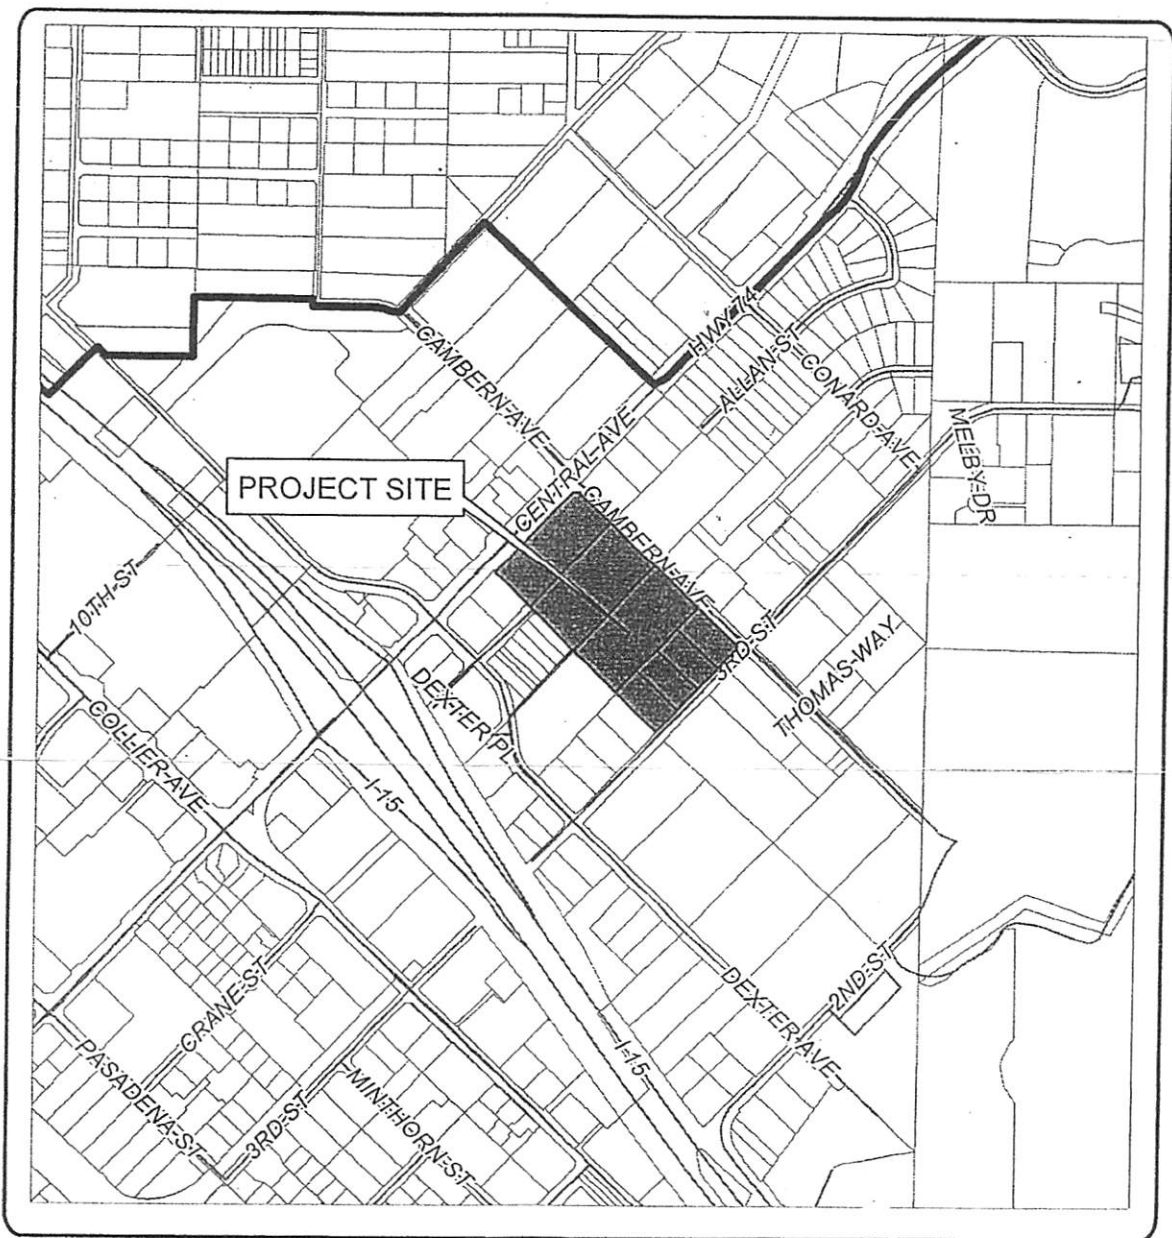 HWY 74
CAMBERN AVE
ALLAN ST
CONARD AVE
CENTRAL AVE
MEEBY DR
PROJECT SITE
CAMBERN AVE
10TH ST
3RD ST
THOMAS WAY
DEXTER PL
COLLIER AVE
I-15
2ND ST
DEXTER AVE
CRANE ST
I-15
PASADENA ST
3RD ST
MINTHORN ST